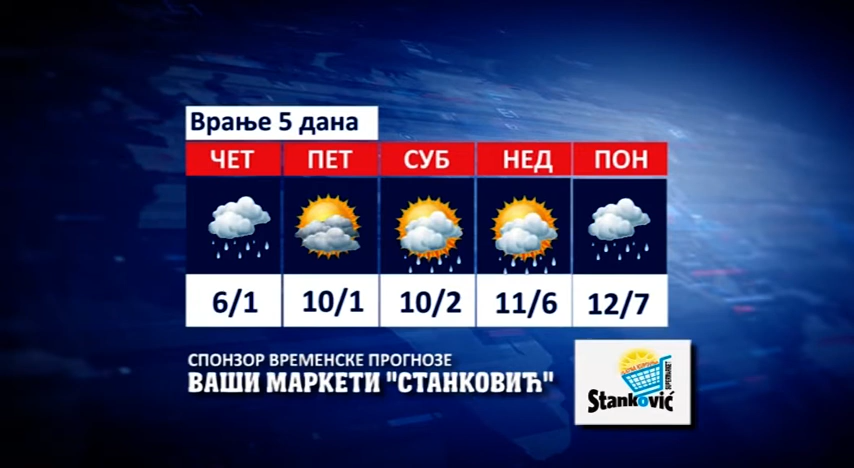 Врање 5 дана
ЧЕТ ПЕТ СУБ НЕД ПОН
6/1 10/1 10/2 11/6 12/7
СПОНЗОР ВРЕМЕНСКЕ ПРОГНОЗЕ
ВАШИ МАРКЕТИ "СТАНКОВИЋ"
Stanković